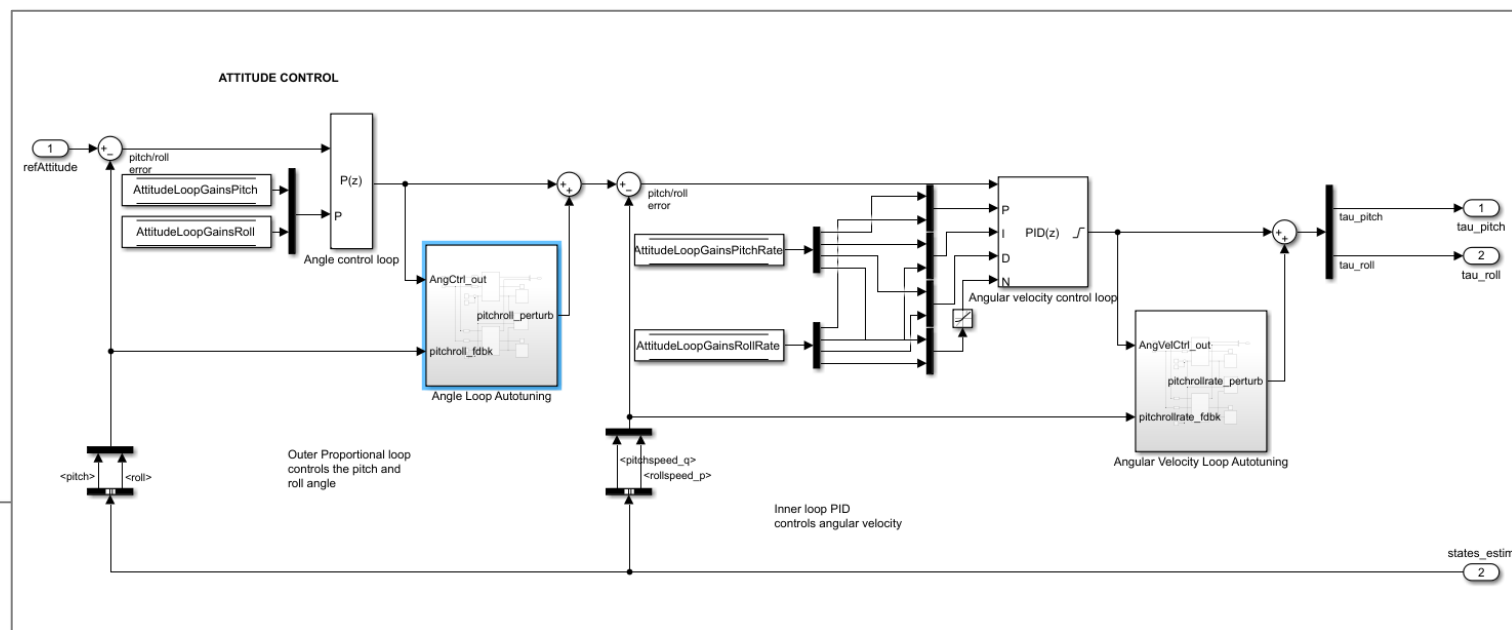 ATTITUDE CONTROL
1
refAttitude
pitch/roll
error
AttitudeLoopGainsPitch
AttitudeLoopGainsRoll
P(z)
P
Angle control loop
AngCtrl_out
pitchroll_perturb
pitchroll_fdbk
Angle Loop Autotuning
pitch/roll
error
AttitudeLoopGainsPitchRate
AttitudeLoopGainsRollRate
P
I
D
N
PID(z)
Angular velocity control loop
AngVelCtrl_out
pitchrollrate_perturb
pitchrollrate_fdbk
Angular Velocity Loop Autotuning
tau_pitch
tau_roll
1
tau_pitch
2
tau_roll
<pitch>
<roll>
Outer Proportional loop
controls the pitch and
roll angle
<pitchspeed_q>
<rollspeed_p>
Inner loop PID
controls angular velocity
states_estim
2